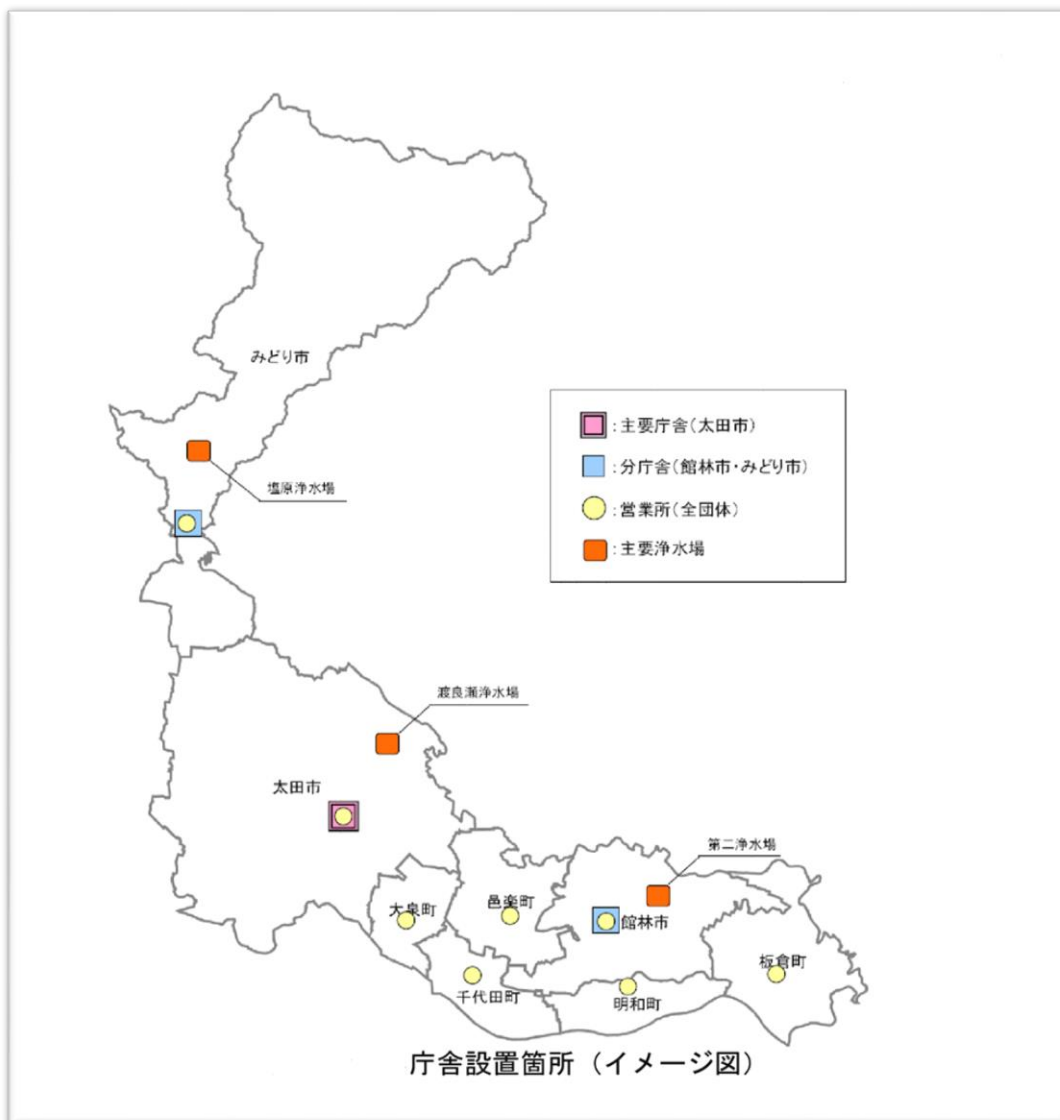 みどり市
:主要庁舎(太田市)
:分庁舎(館林市・みどり市)
塩原浄水場
:営業所(全団体)
:主要浄水場
渡良瀬浄水場
太田市
第二浄水場
大泉町
邑楽町
館林市
板倉町
千代田町
明和町
庁舎設置箇所(イメージ図)